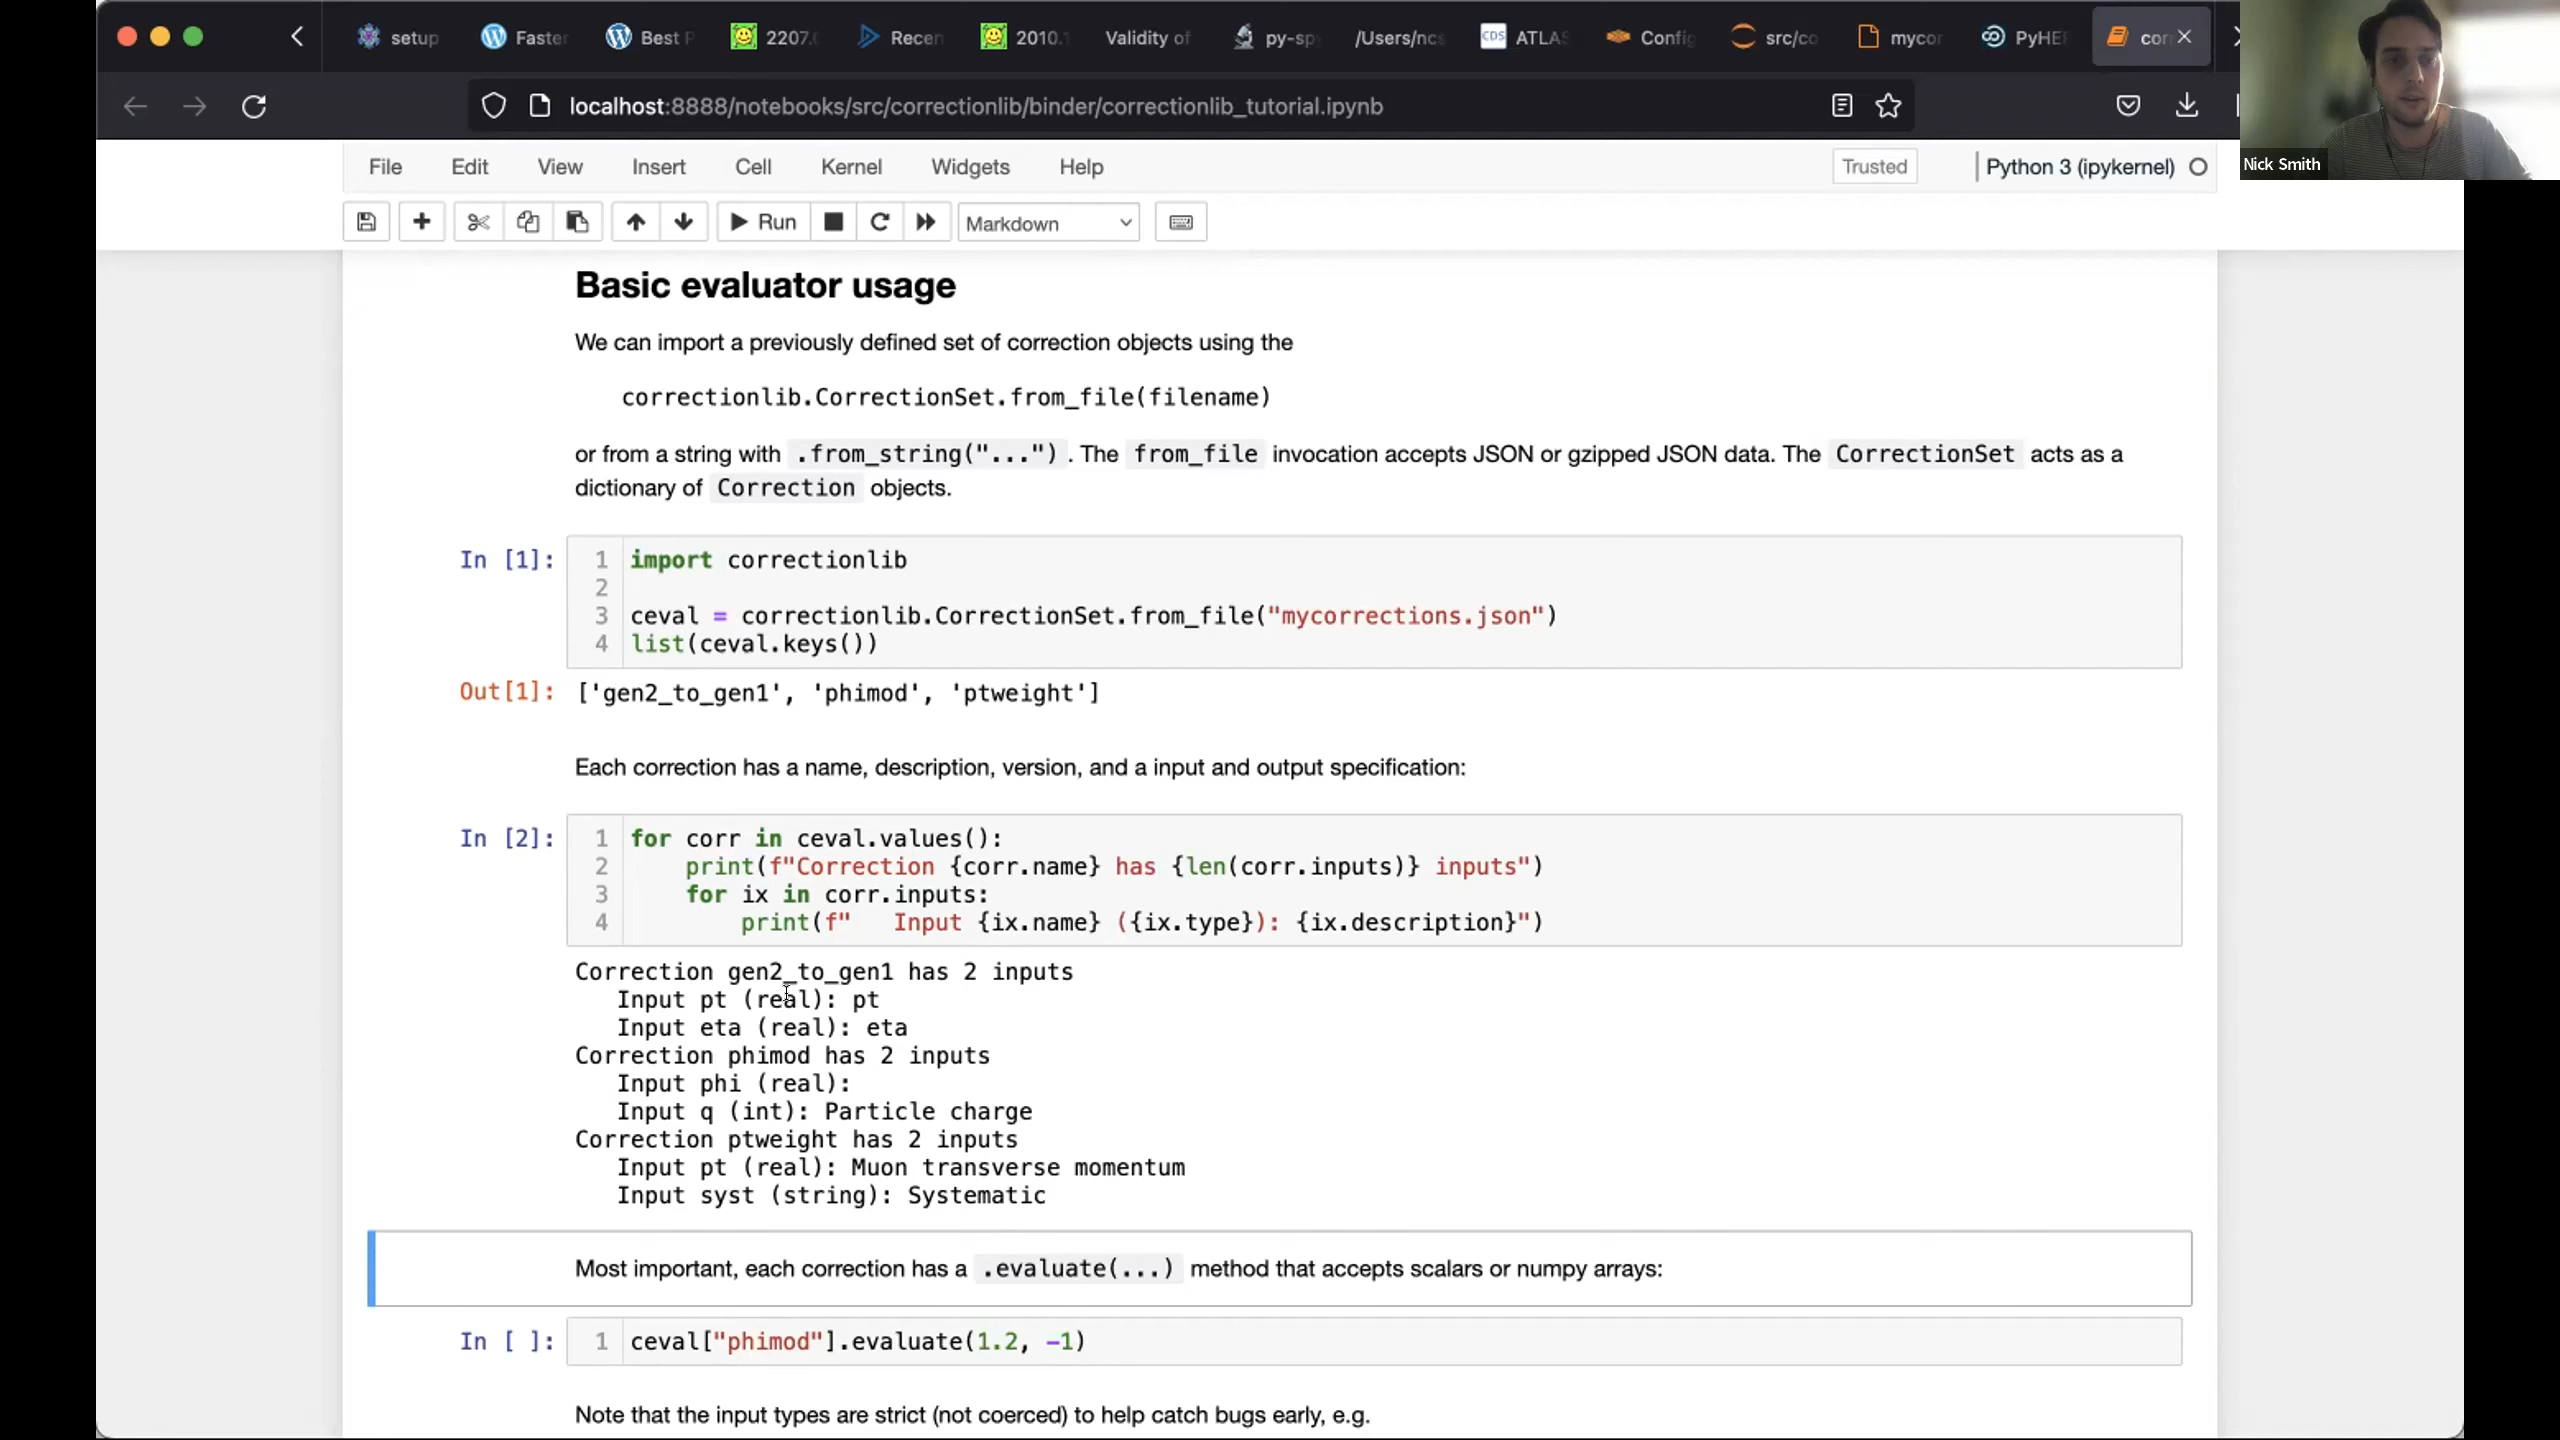 setup
Faster
Best P
2207.
Recen
2010.
Validity of
py-sp
/Users/ncs
CDS ATLAS
Config
src/co
mycor
PyHEP
cor
localhost:8888/notebooks/src/correctionlib/binder/correctionlib_tutorial.ipynb
Nick Smith
File Edit View Insert Cell Kernel Widgets Help Trusted Python 3 (ipykernel)
Run Markdown
Basic evaluator usage
We can import a previously defined set of correction objects using the
correctionlib.CorrectionSet.from_file(filename)
or from a string with .from_string("...") . The from_file invocation accepts JSON or gzipped JSON data. The CorrectionSet acts as a
dictionary of Correction objects.
In [1]:
1 import correctionlib
2
3 ceval = correctionlib.CorrectionSet.from_file("mycorrections.json")
4 list(ceval.keys())
Out[1]: ['gen2_to_gen1', 'phimod', 'ptweight']
Each correction has a name, description, version, and a input and output specification:
In [2]:
1 for corr in ceval.values():
2     print(f"Correction {corr.name} has {len(corr.inputs)} inputs")
3     for ix in corr.inputs:
4         print(f"   Input {ix.name} ({ix.type}): {ix.description}")
Correction gen2_to_gen1 has 2 inputs
   Input pt (real): pt
   Input eta (real): eta
Correction phimod has 2 inputs
   Input phi (real):
   Input q (int): Particle charge
Correction ptweight has 2 inputs
   Input pt (real): Muon transverse momentum
   Input syst (string): Systematic
Most important, each correction has a .evaluate(...) method that accepts scalars or numpy arrays:
In [ ]: 1 ceval["phimod"].evaluate(1.2, -1)
Note that the input types are strict (not coerced) to help catch bugs early, e.g.